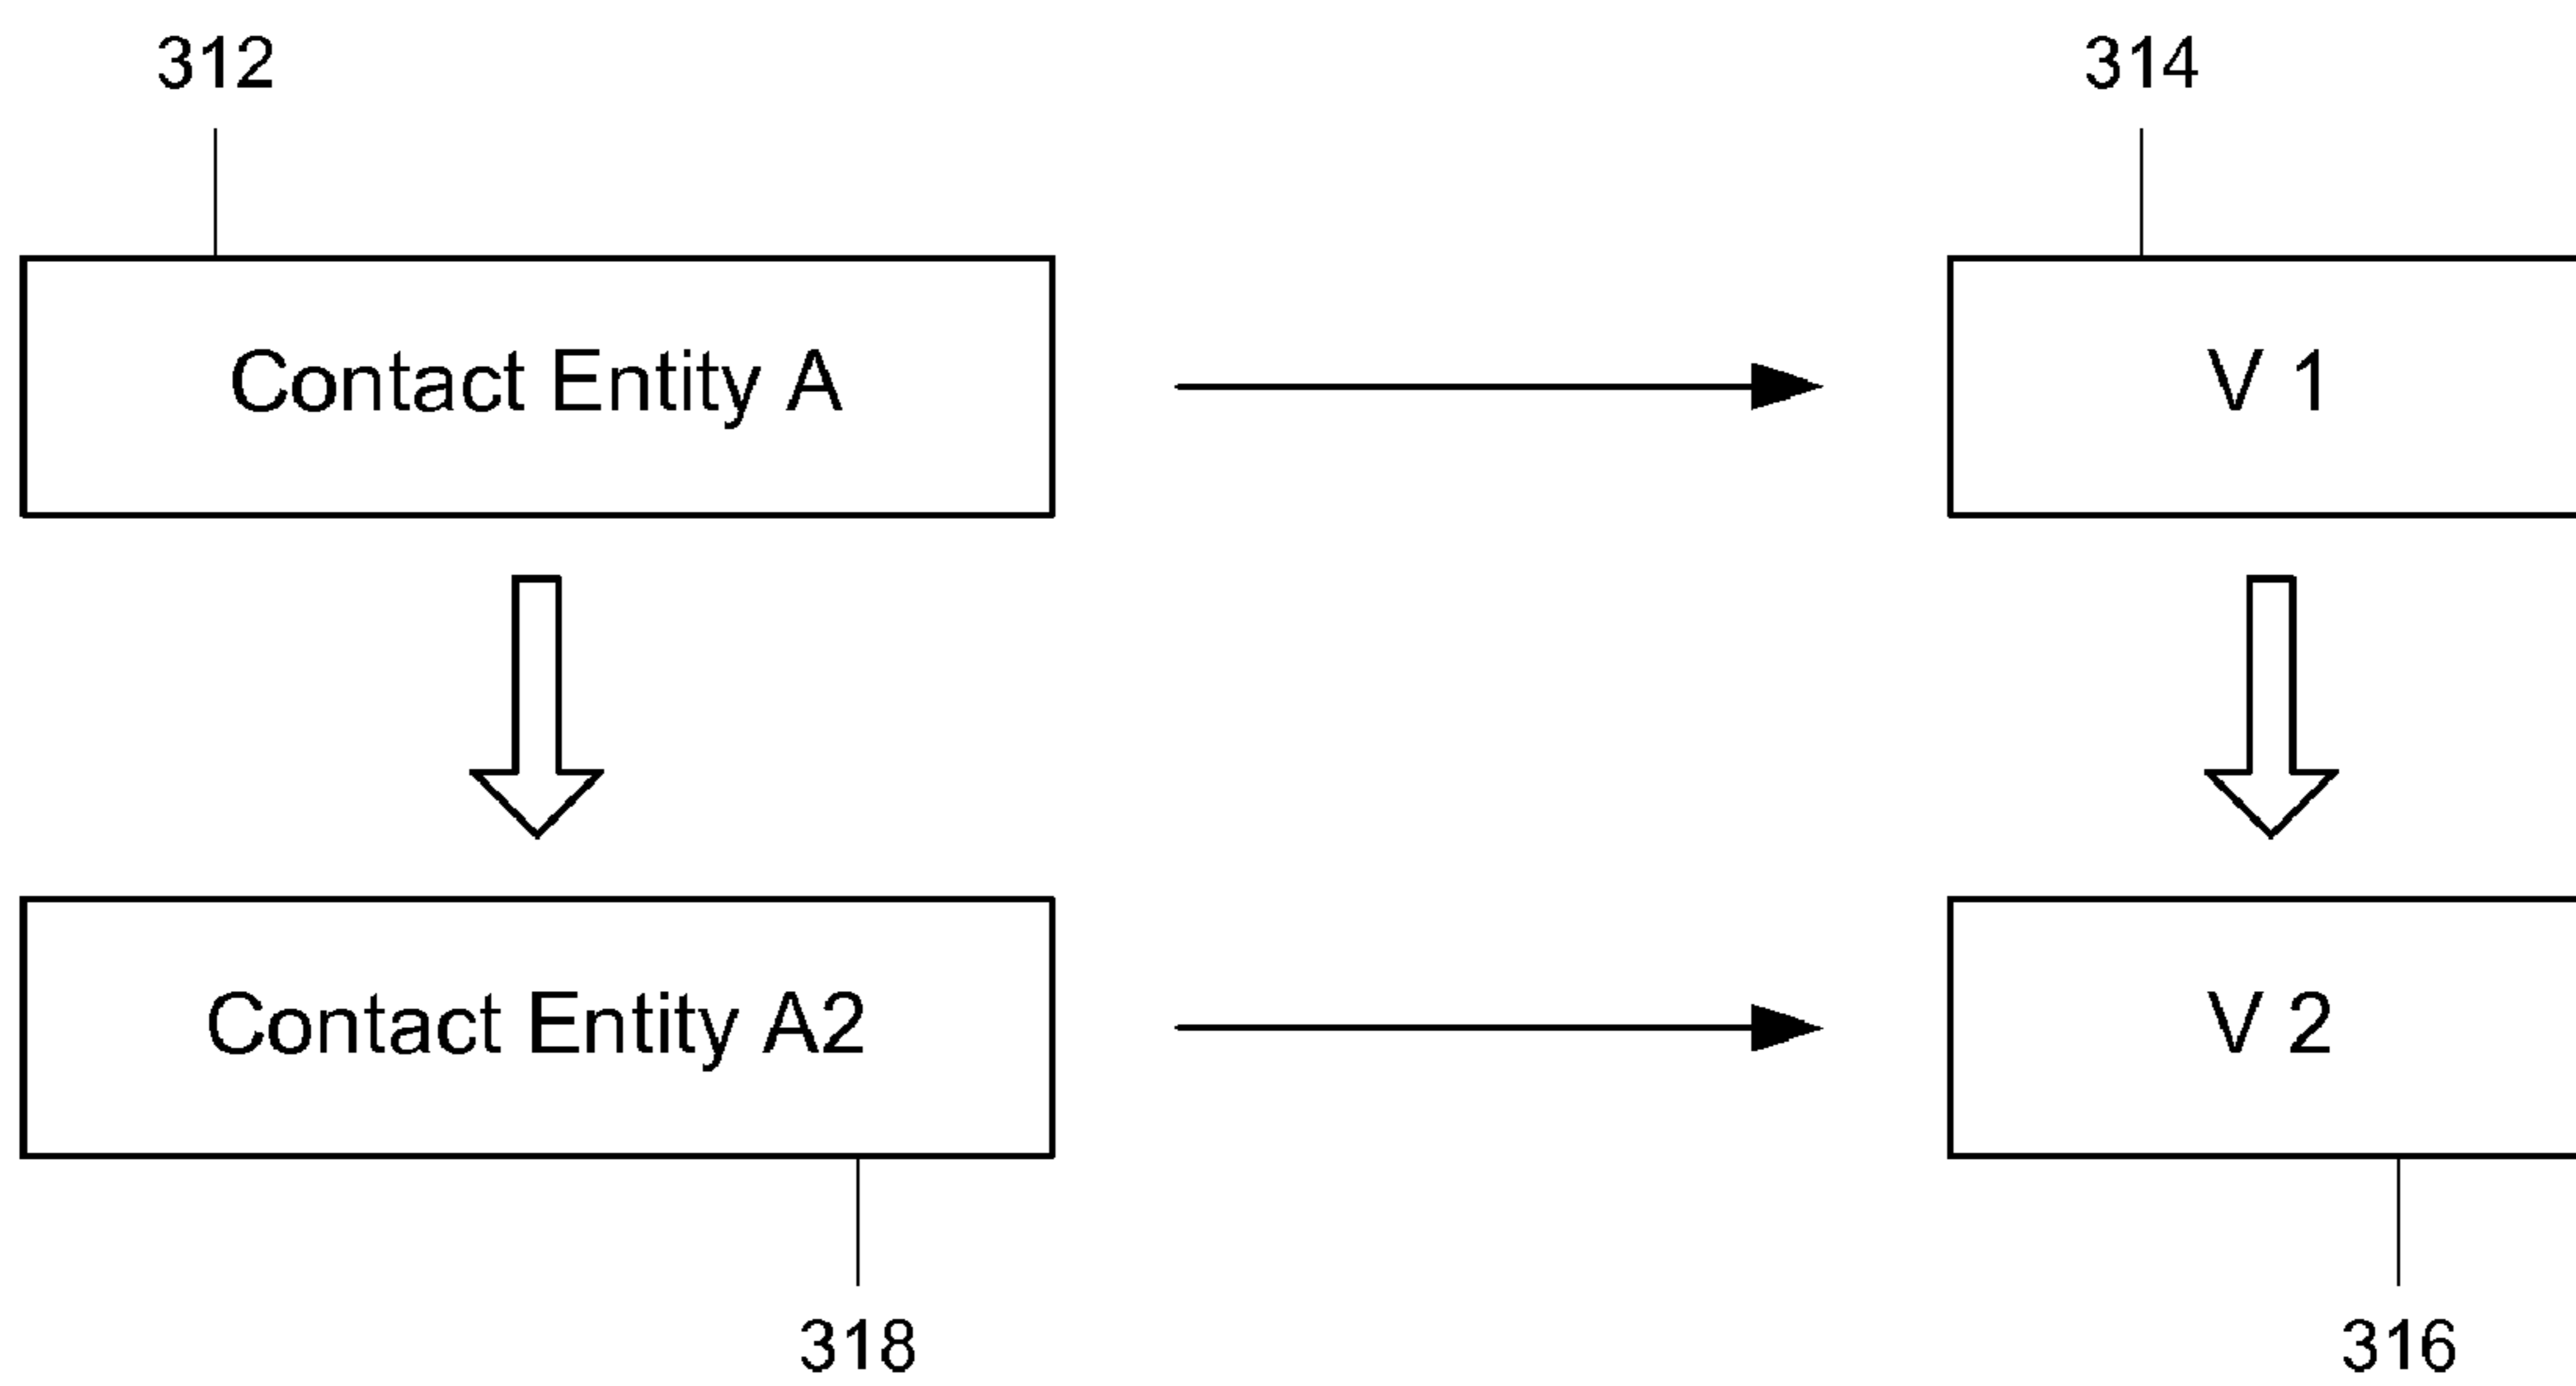 312
314
Contact Entity A
V 1
Contact Entity A2
V 2
318
316